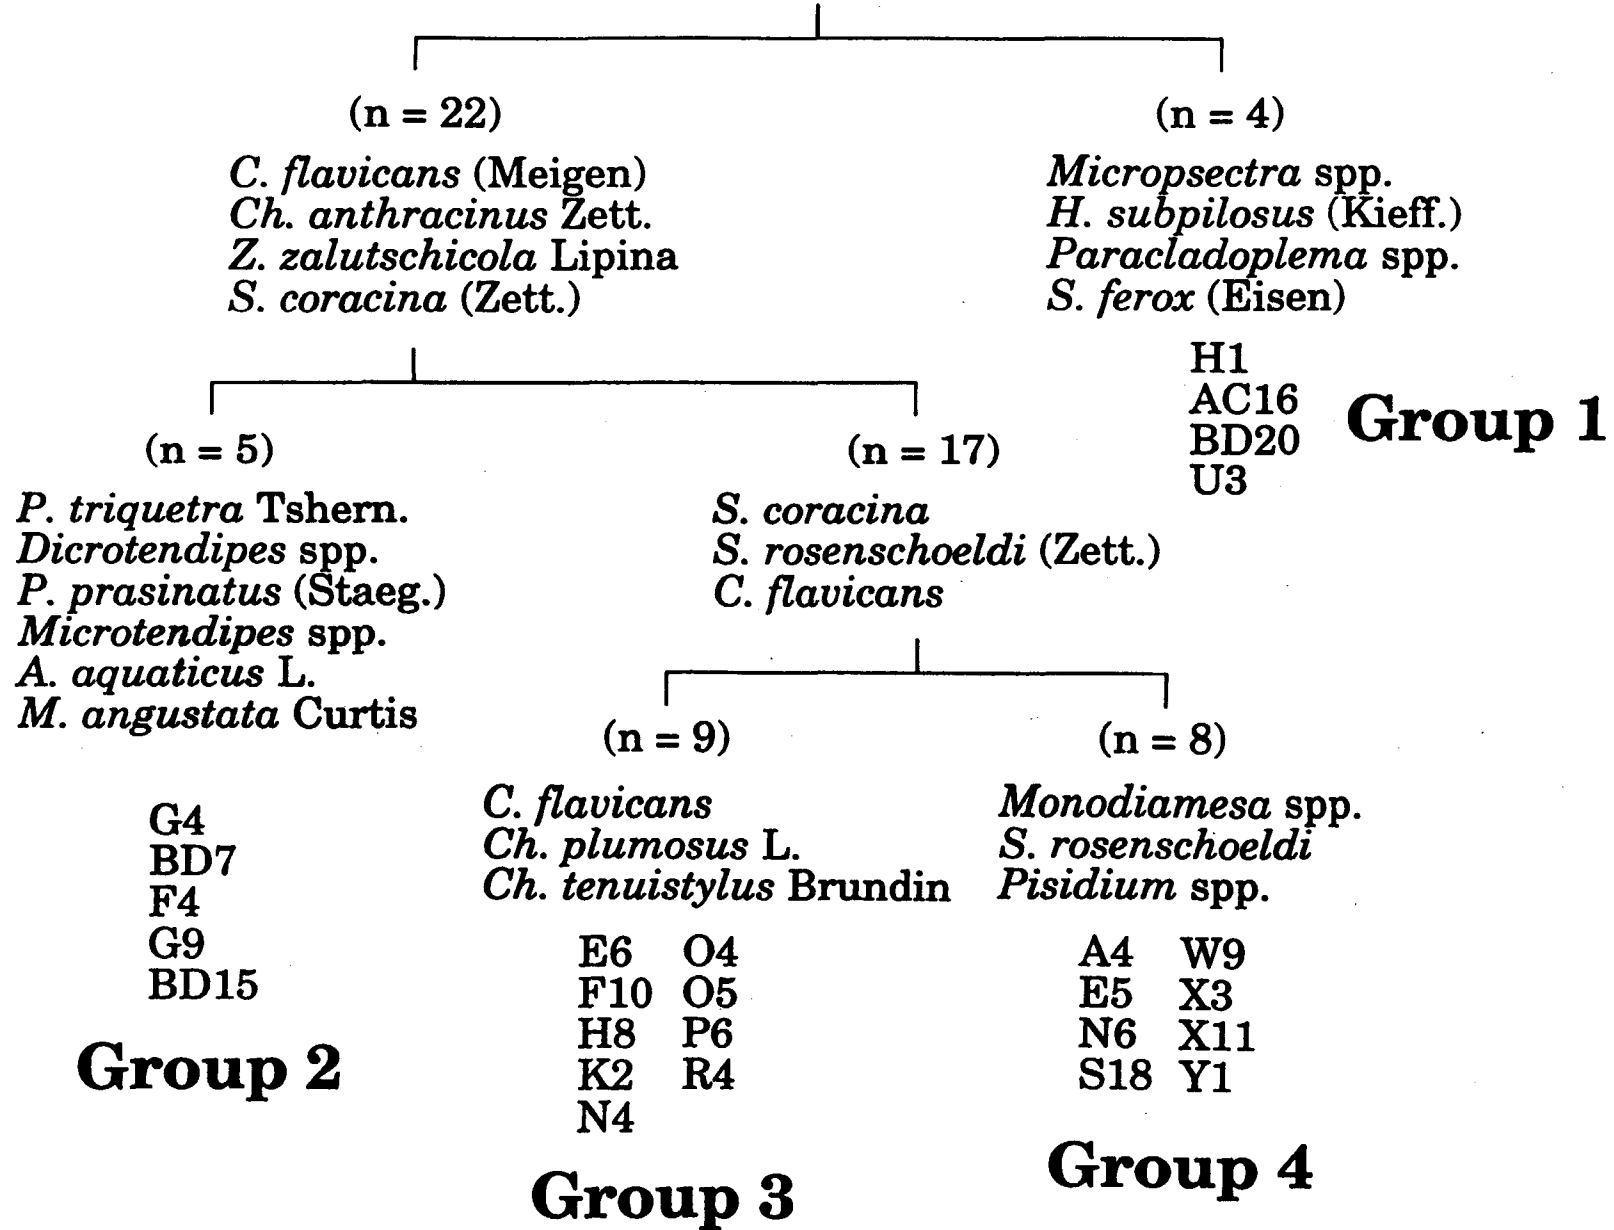 (n = 22)
C. flavicans (Meigen)
Ch. anthracinus Zett.
Z. zalutschicola Lipina
S. coracina (Zett.)
(n = 4)
Micropsectra spp.
H. subpilosus (Kieff.)
Paracladoplema spp.
S. ferox (Eisen)
H1
AC16
BD20
U3
Group 1
(n = 5)
P. triquetra Tshern.
Dicrotendipes spp.
P. prasinatus (Staeg.)
Microtendipes spp.
A. aquaticus L.
M. angustata Curtis
G4
BD7
F4
G9
BD15
Group 2
(n = 17)
S. coracina
S. rosenschoeldi (Zett.)
C. flavicans
(n = 9)
C. flavicans
Ch. plumosus L.
Ch. tenuistylus Brundin
E6 O4
F10 O5
H8 P6
K2 R4
N4
Group 3
(n = 8)
Monodiamesa spp.
S. rosenschoeldi
Pisidium spp.
A4 W9
E5 X3
N6 X11
S18 Y1
Group 4